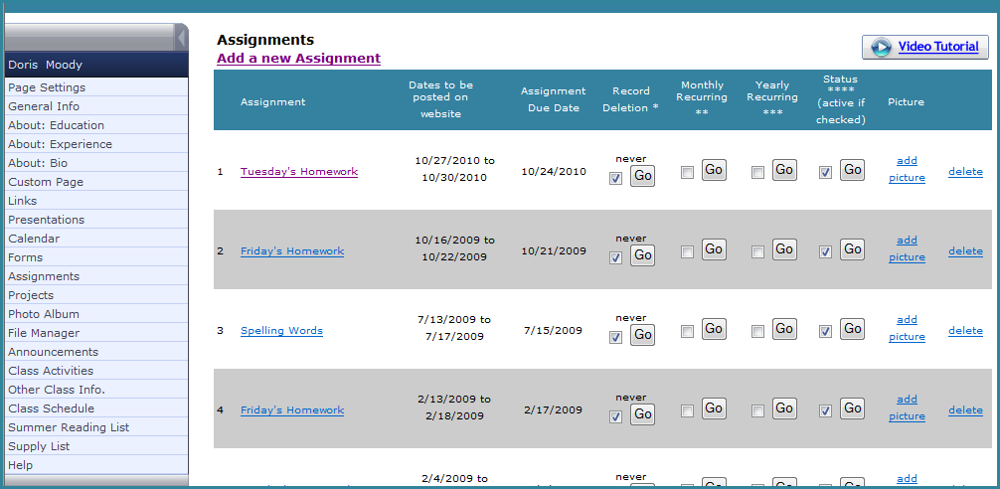 Assignments
Add a new Assignment
Video Tutorial
Doris Moody
Page Settings
General Info
About: Education
About: Experience
About: Bio
Custom Page
Links
Presentations
Calendar
Forms
Assignments
Projects
Photo Album
File Manager
Announcements
Class Activities
Other Class Info.
Class Schedule
Summer Reading List
Supply List
Help
Assignment
Dates to be
posted on
website
Assignment
Due Date
Record
Deletion *
Monthly
Recurring
**
Yearly
Recurring
***
Status
****
(active if
checked)
Picture
1 Tuesday's Homework
10/27/2010 to
10/30/2010
10/24/2010
never
Go
Go
Go
Go
add
picture
delete
2 Friday's Homework
10/16/2009 to
10/22/2009
10/21/2009
never
Go
Go
Go
Go
add
picture
delete
3 Spelling Words
7/13/2009 to
7/17/2009
7/15/2009
never
Go
Go
Go
Go
add
picture
delete
4 Friday's Homework
2/13/2009 to
2/18/2009
2/17/2009
never
Go
Go
Go
Go
add
picture
delete
2/4/2009 to
never
add